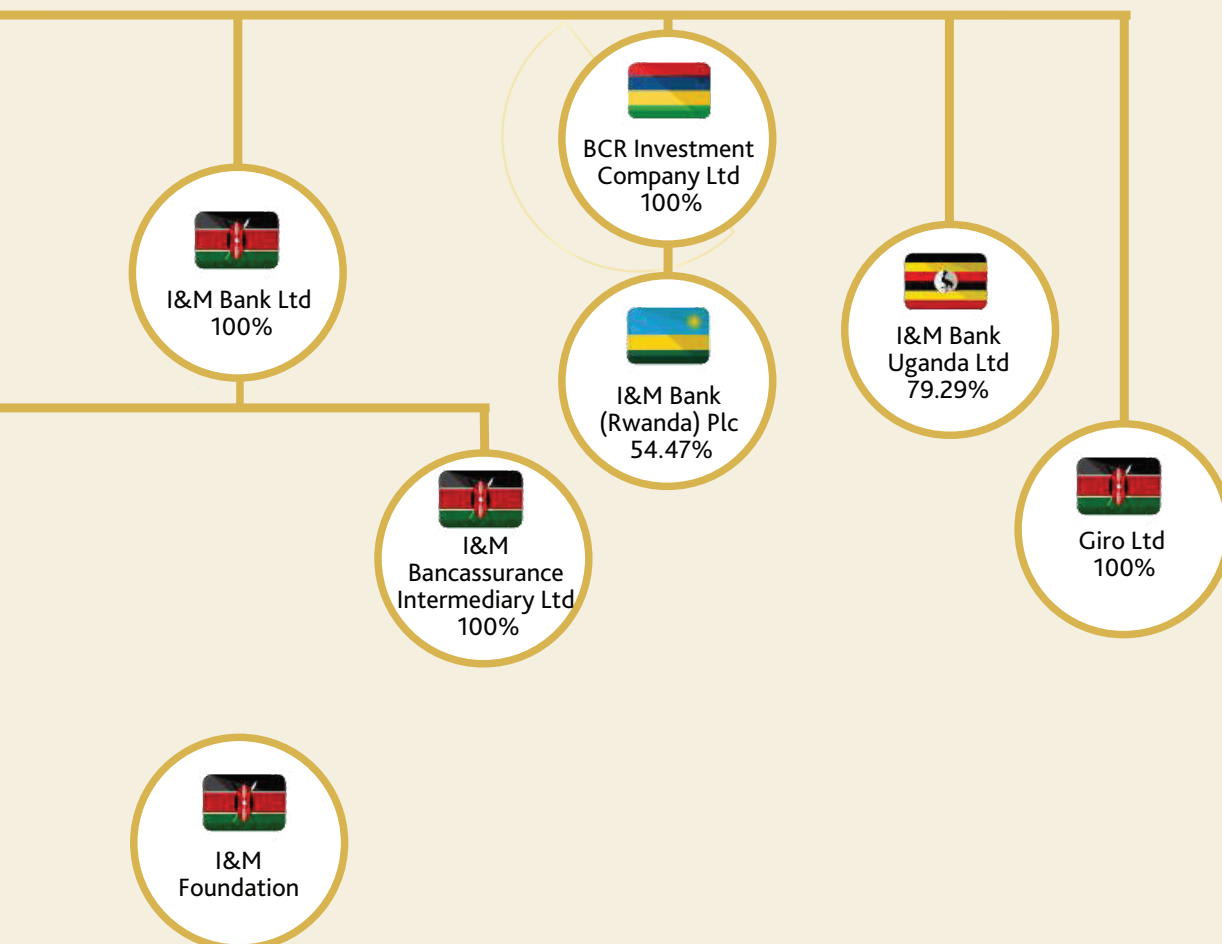 BCR Investment
Company Ltd
100%
I&M Bank Ltd
100%
I&M Bank
Uganda Ltd
79.29%
I&M Bank
(Rwanda) Plc
54.47%
I&M
Bancassurance
Intermediary Ltd
100%
Giro Ltd
100%
I&M
Foundation